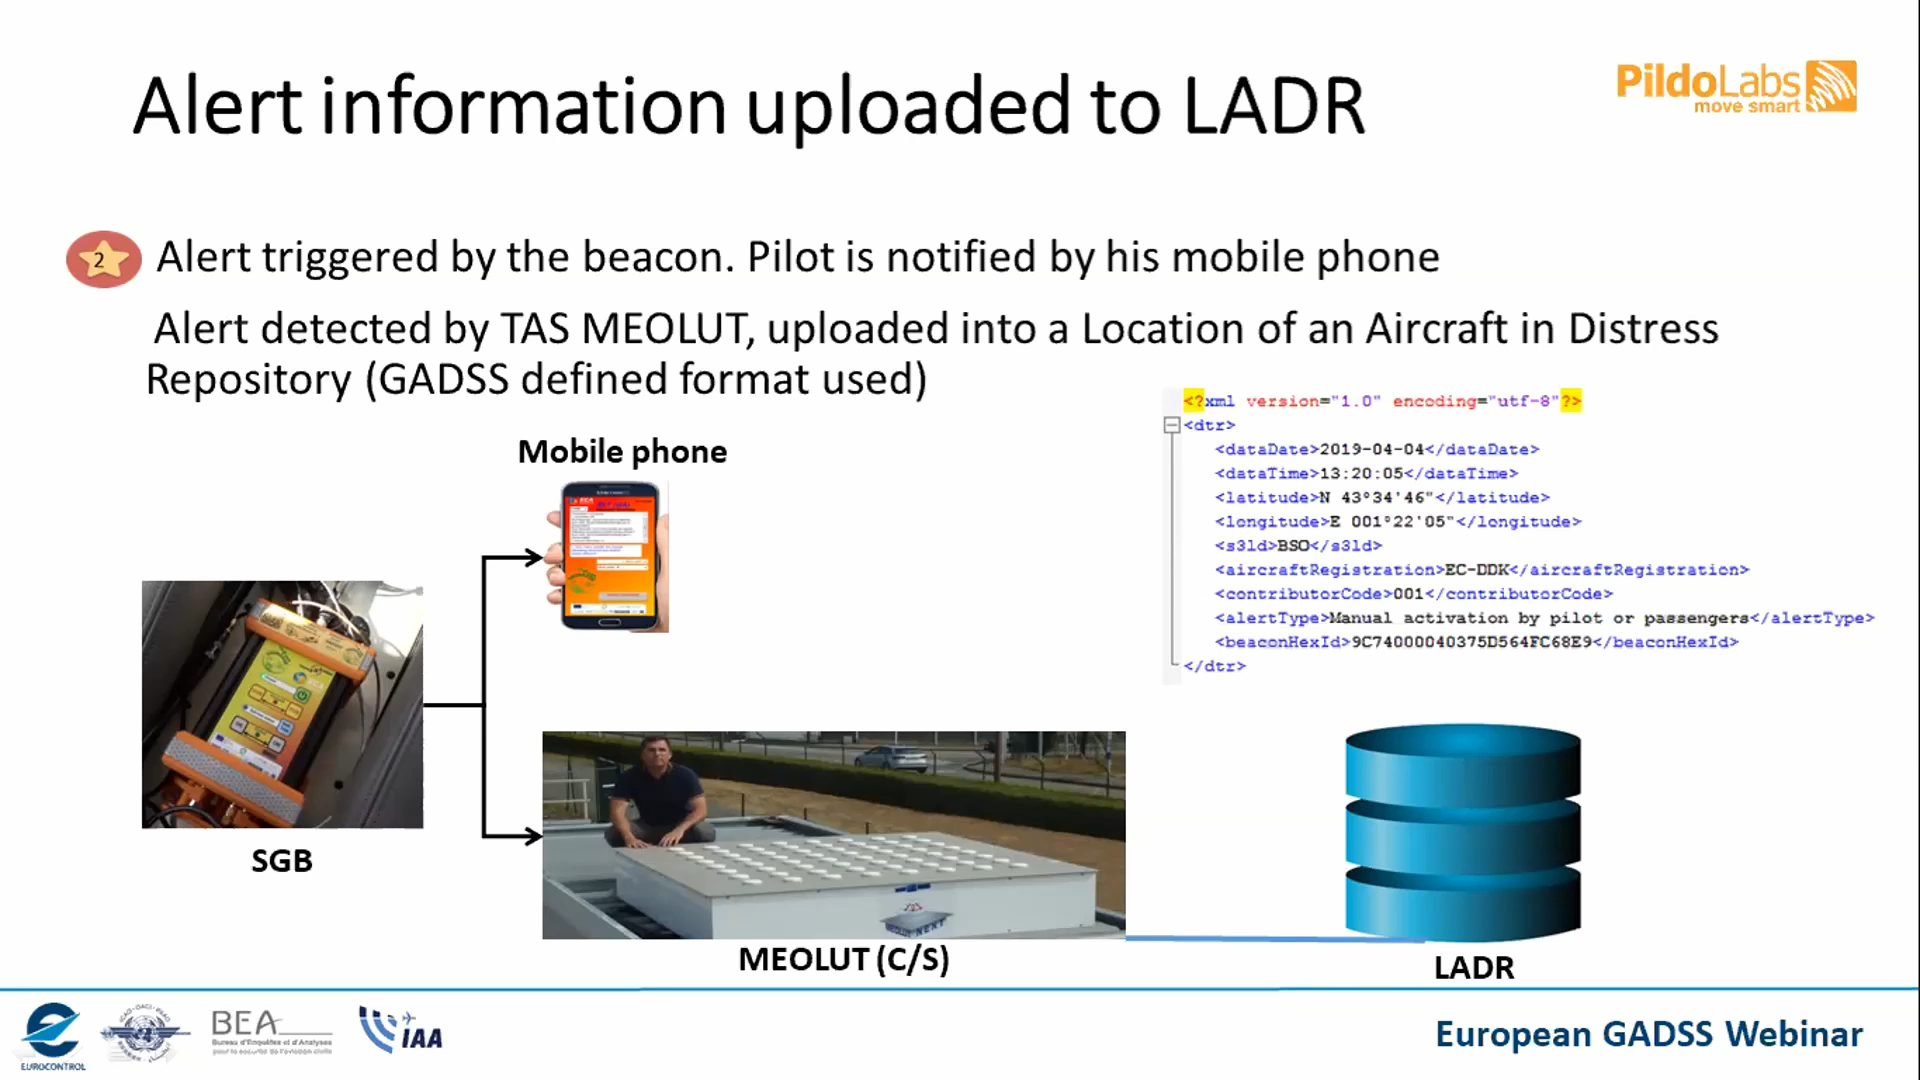 Alert information uploaded to LADR
PildoLabs
move smart
2
Alert triggered by the beacon. Pilot is notified by his mobile phone
Alert detected by TAS MEOLUT, uploaded into a Location of an Aircraft in Distress
Repository (GADSS defined format used)
<?xml version="1.0" encoding="utf-8"?>
<dtr>
<dataDate>2019-04-04</dataDate>
<dataTime>13:20:05</dataTime>
<latitude>N 43°34'46"</latitude>
<longitude>E 001°22'05"</longitude>
<s3ld>BSO</s3ld>
<aircraftRegistration>EC-DDK</aircraftRegistration>
<contributorCode>001</contributorCode>
<alertType>Manual activation by pilot or passengers</alertType>
<beaconHexId>9C74000040375D564FC68E9</beaconHexId>
</dtr>
Mobile phone
SGB
MEOLUT NEXT
MEOLUT (C/S)
LADR
EUROCONTROL
BEA
Bureau d'Enquêtes et d'Analyses
pour la sécurité de l'aviation civile
IAA
European GADSS Webinar